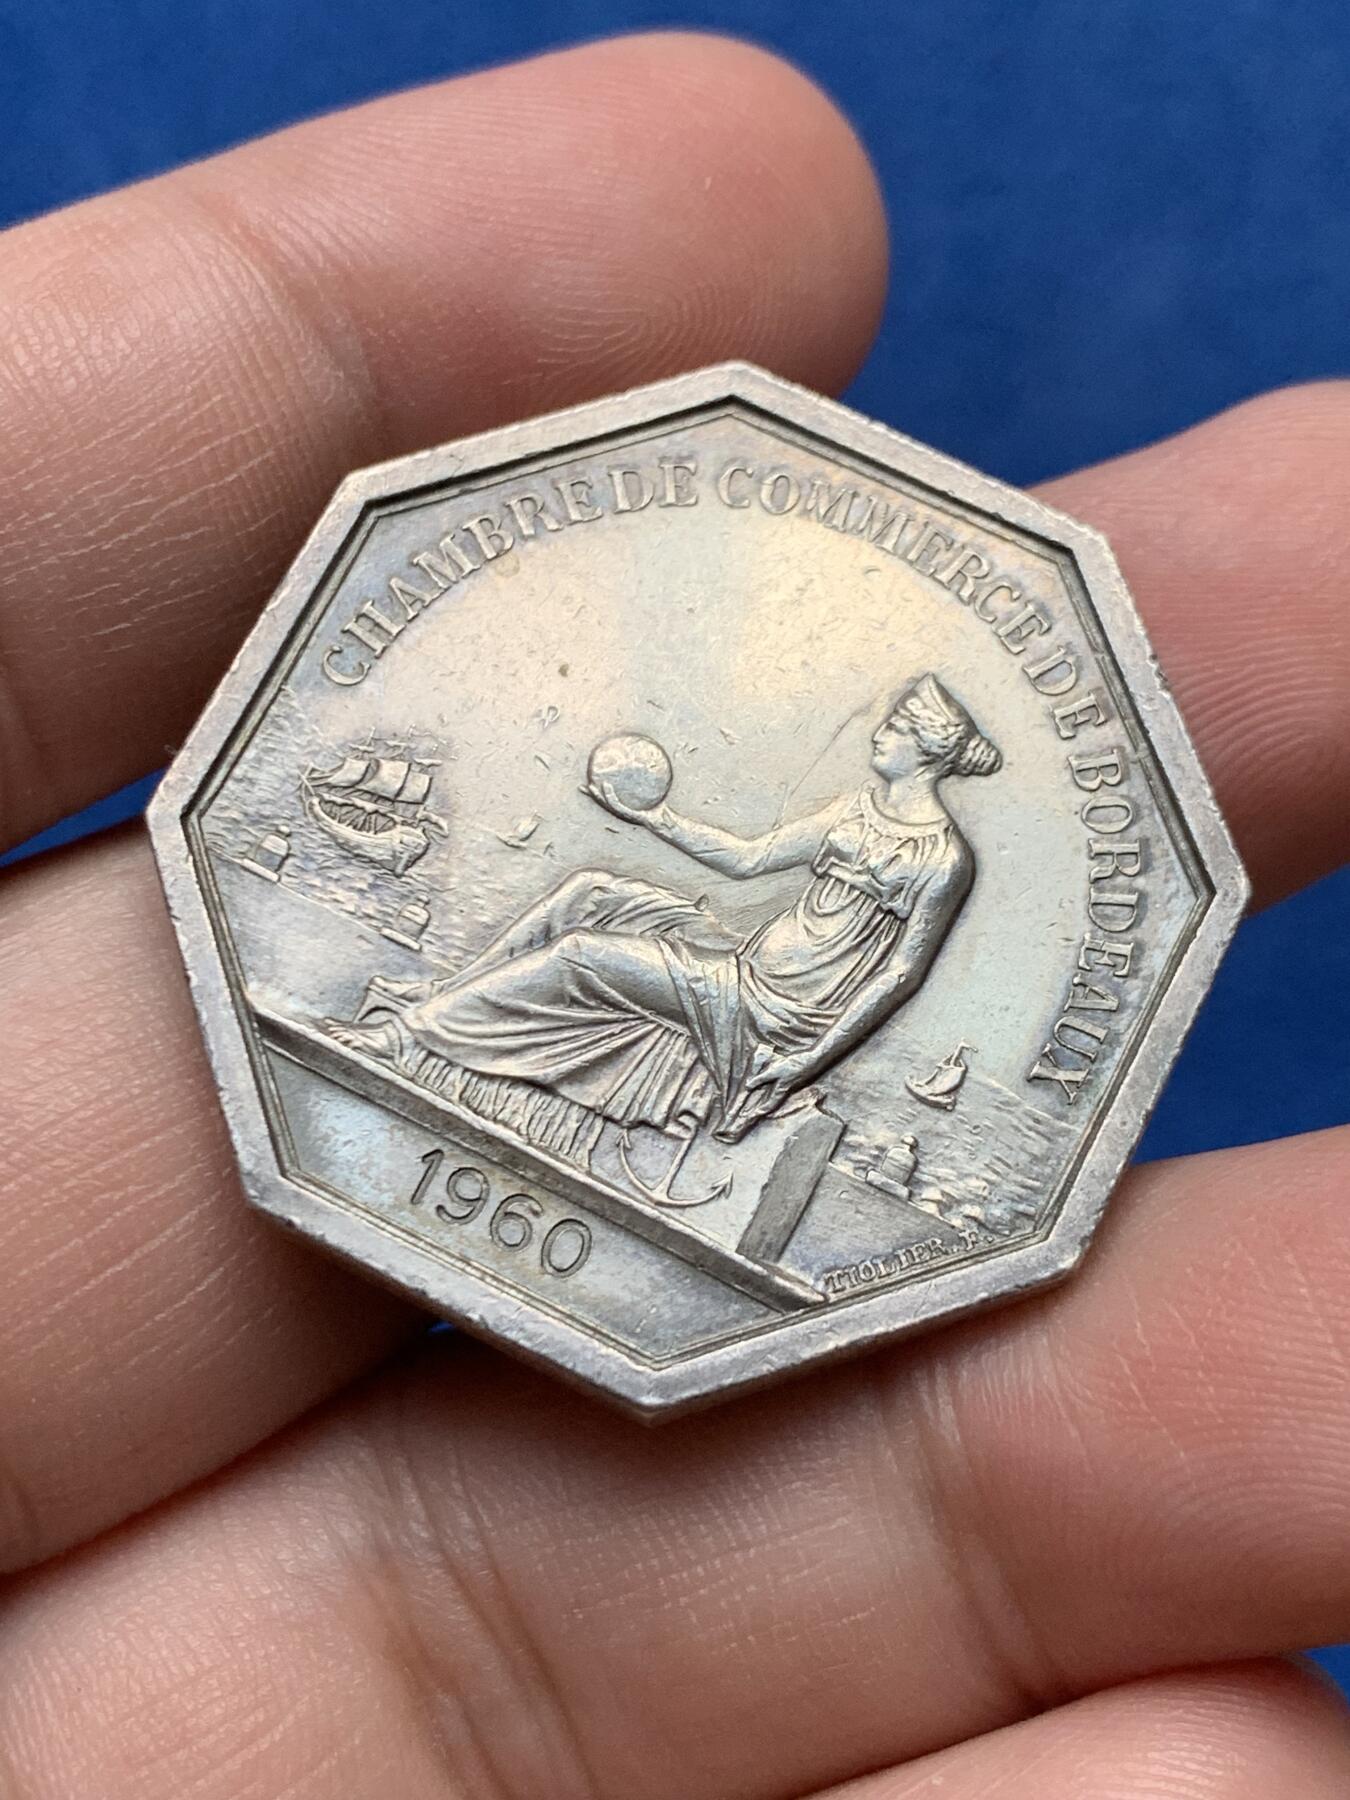 CHAMBRE DE COMMERCE DE BORDEAUX
1960
TIOLIER. F.